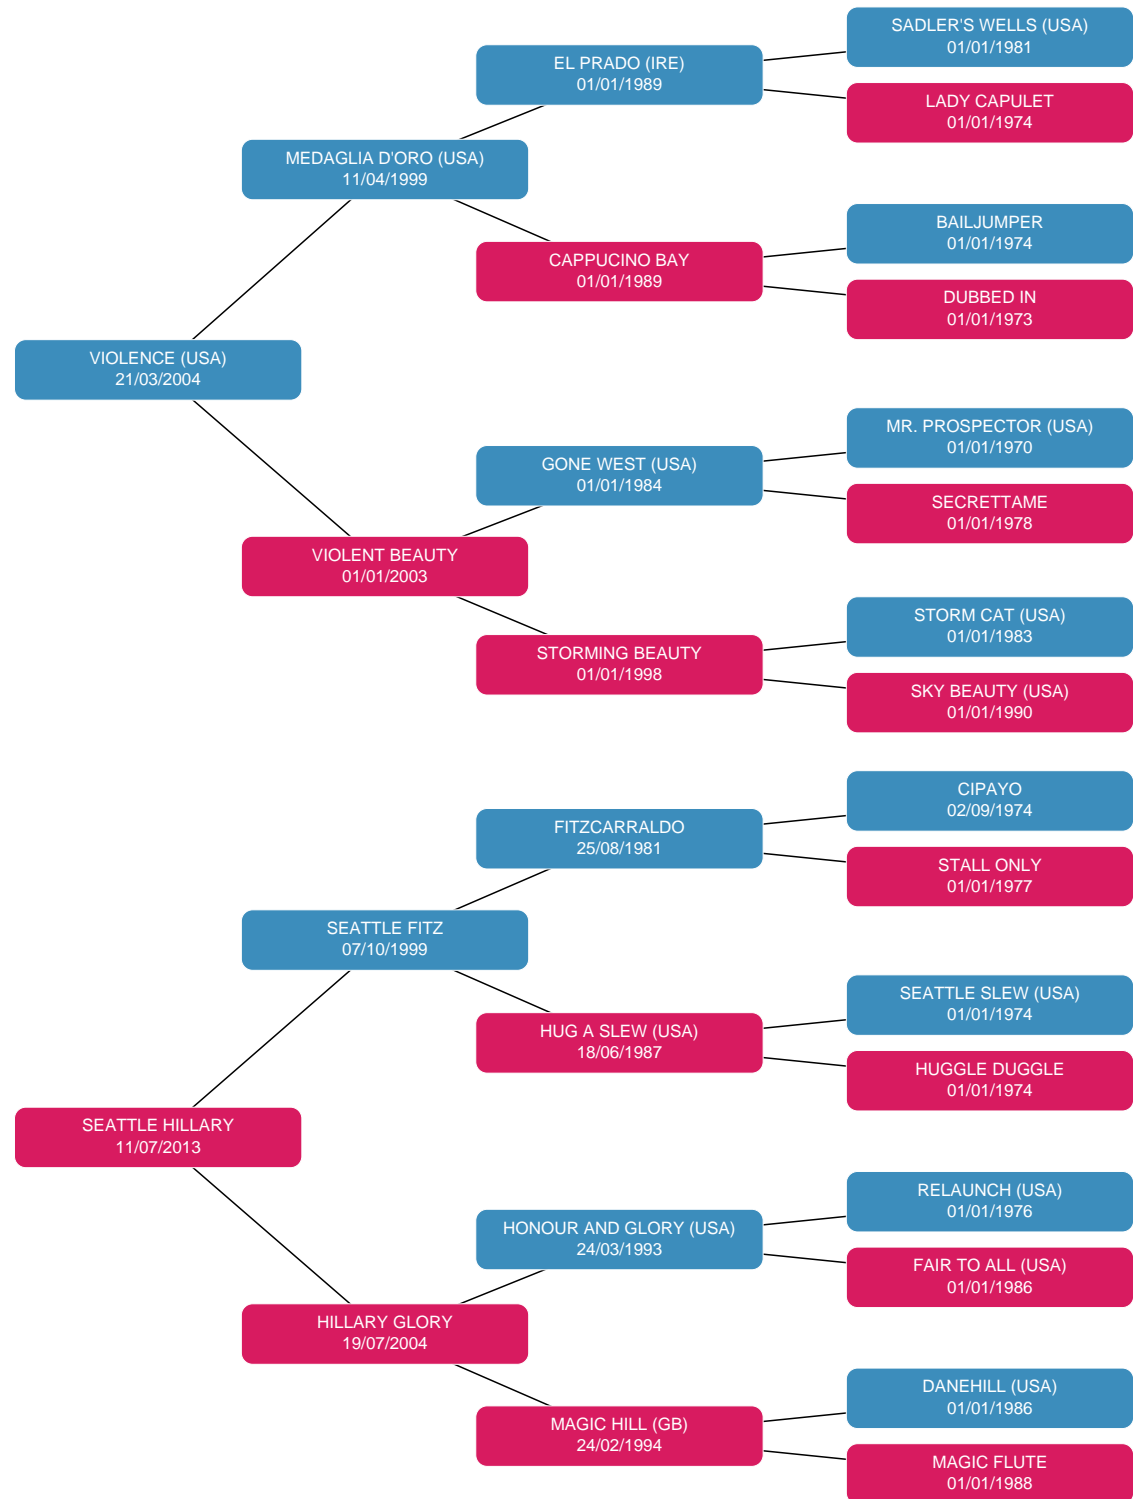 SADLER'S WELLS (USA)
01/01/1981
EL PRADO (IRE)
01/01/1989
LADY CAPULET
01/01/1974
MEDAGLIA D'ORO (USA)
11/04/1999
BAILJUMPER
01/01/1974
CAPPUCINO BAY
01/01/1989
DUBBED IN
01/01/1973
VIOLENCE (USA)
21/03/2004
MR. PROSPECTOR (USA)
01/01/1970
GONE WEST (USA)
01/01/1984
SECRETTAME
01/01/1978
VIOLENT BEAUTY
01/01/2003
STORM CAT (USA)
01/01/1983
STORMING BEAUTY
01/01/1998
SKY BEAUTY (USA)
01/01/1990
CIPAYO
02/09/1974
FITZCARRALDO
25/08/1981
STALL ONLY
01/01/1977
SEATTLE FITZ
07/10/1999
SEATTLE SLEW (USA)
01/01/1974
HUG A SLEW (USA)
18/06/1987
HUGGLE DUGGLE
01/01/1974
SEATTLE HILLARY
11/07/2013
RELAUNCH (USA)
01/01/1976
HONOUR AND GLORY (USA)
24/03/1993
FAIR TO ALL (USA)
01/01/1986
HILLARY GLORY
19/07/2004
DANEHILL (USA)
01/01/1986
MAGIC HILL (GB)
24/02/1994
MAGIC FLUTE
01/01/1988